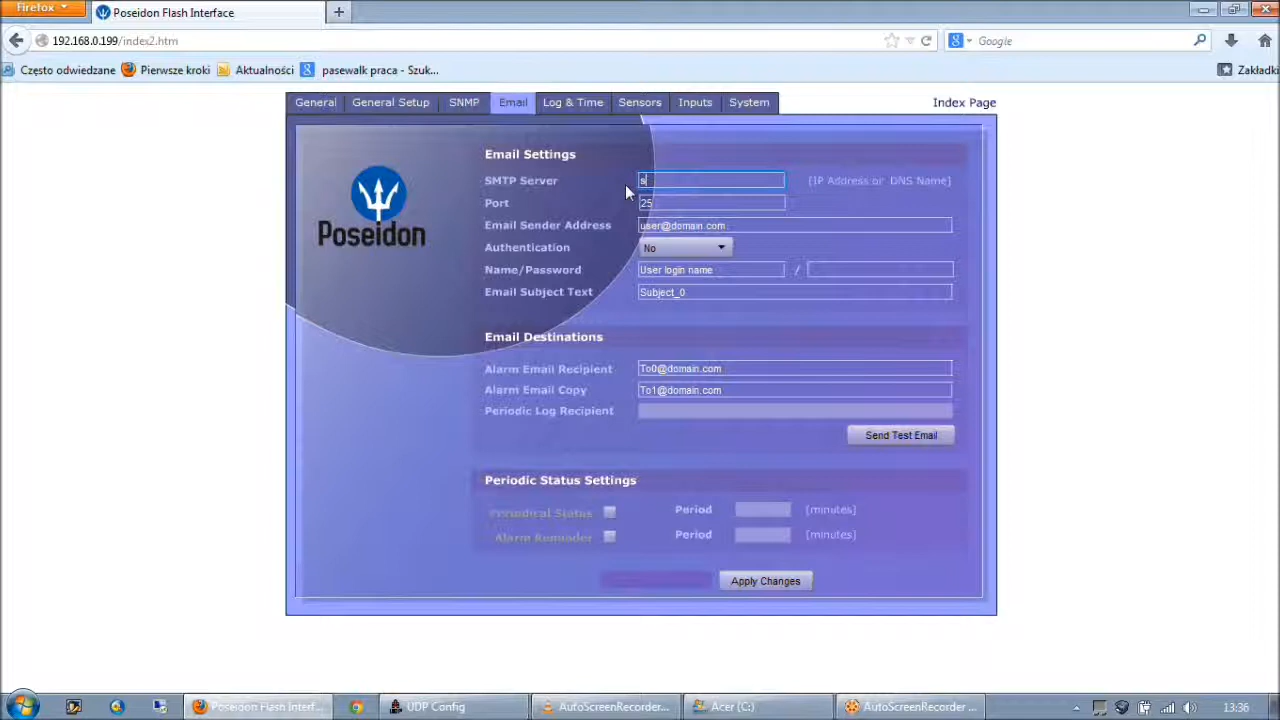 Firefox
Poseidon Flash Interface
192.168.0.199/index2.htm
Google
Często odwiedzane Pierwsze kroki Aktualności pasewalk praca - Szuk...
Zakładki
General General Setup SNMP Email Log & Time Sensors Inputs System Index Page
Poseidon
Email Settings
SMTP Server s [IP Address or DNS Name]
Port 25
Email Sender Address user@domain.com
Authentication No
Name/Password User login name /
Email Subject Text Subject_0
Email Destinations
Alarm Email Recipient To0@domain.com
Alarm Email Copy To1@domain.com
Periodic Log Recipient
Send Test Email
Periodic Status Settings
Periodical Status Period [minutes]
Alarm Reminder Period [minutes]
Apply Changes
Poseidon Flash Interf... UDP Config AutoScreenRecorder... Acer (C:) AutoScreenRecorder ... 13:36